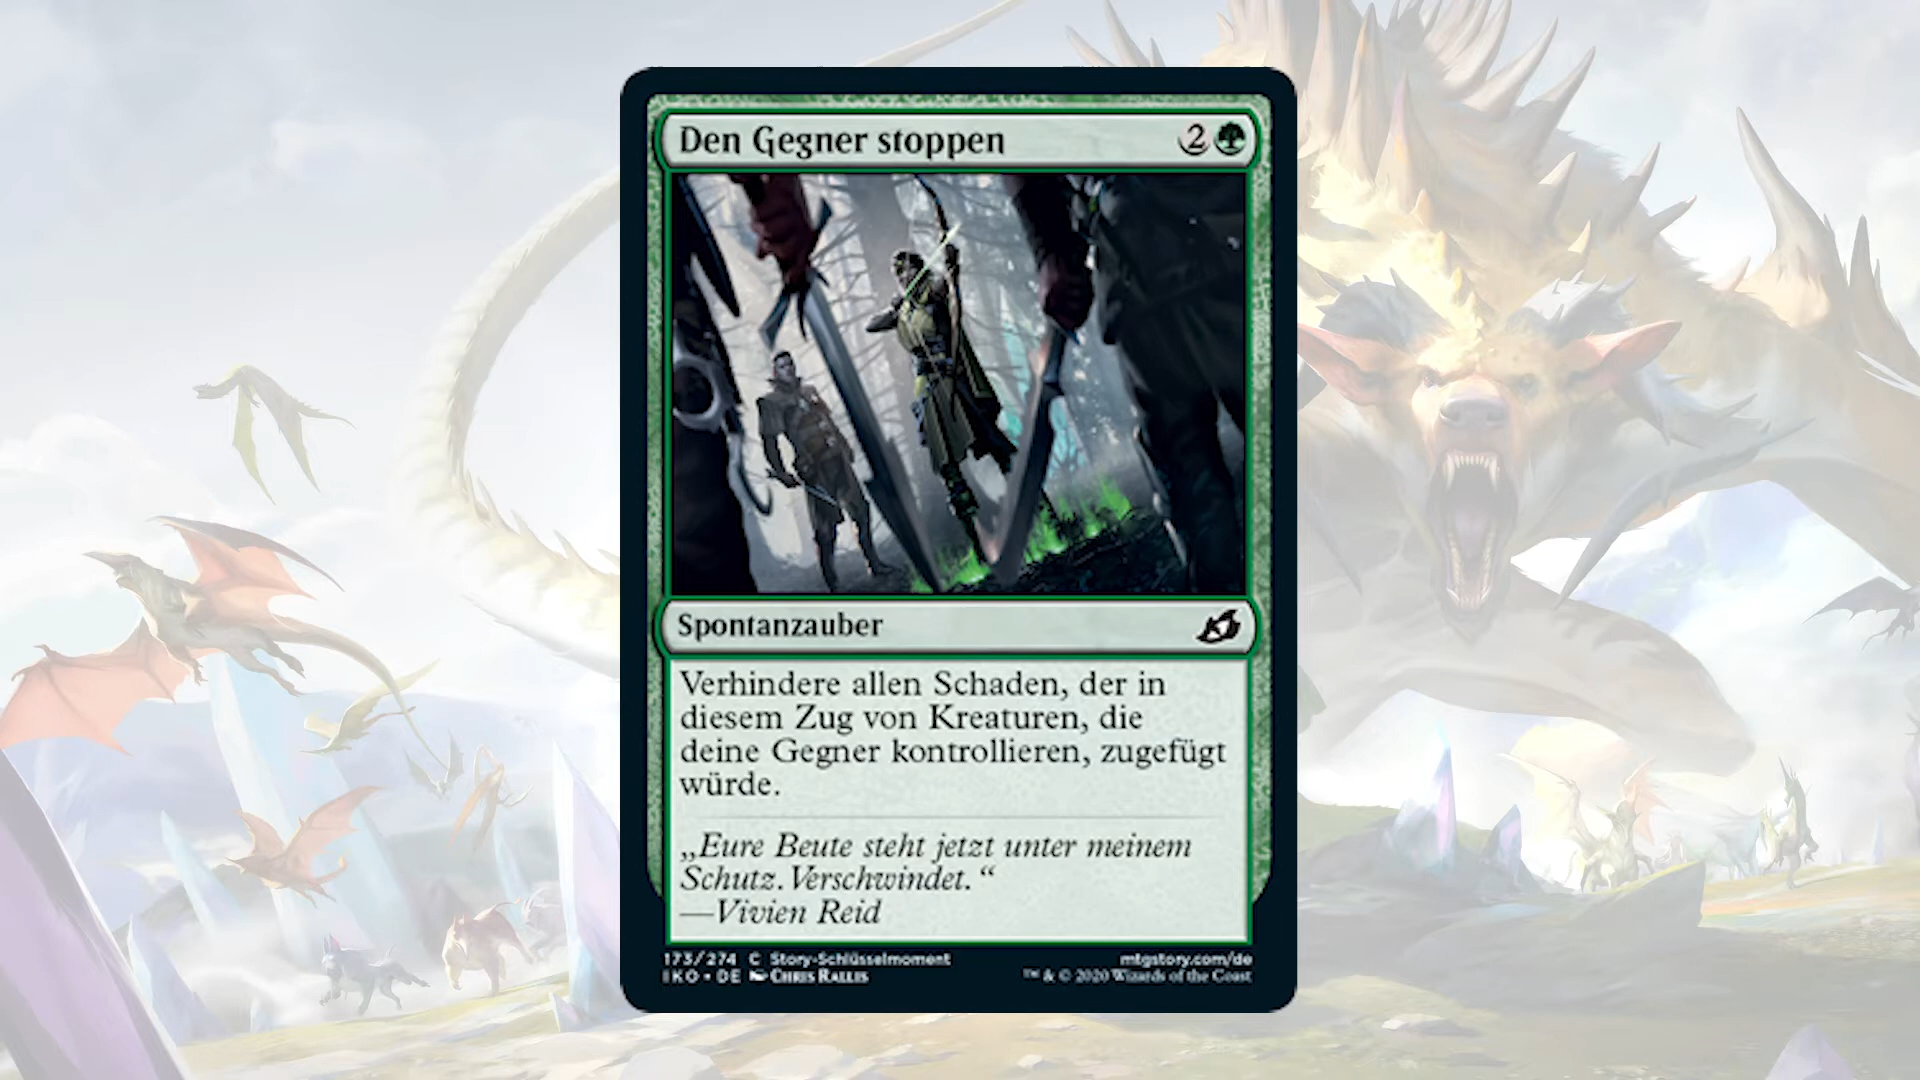 Den Gegner stoppen 2
Spontanzauber
Verhindere allen Schaden, der in
diesem Zug von Kreaturen, die
deine Gegner kontrollieren, zugefügt
würde.
„Eure Beute steht jetzt unter meinem
Schutz. Verschwindet.“
—Vivien Reid
173/274 C Story-Schlüsselmoment mtgstory.com/de
IKO • DE Chris Rallis ™ & © 2020 Wizards of the Coast